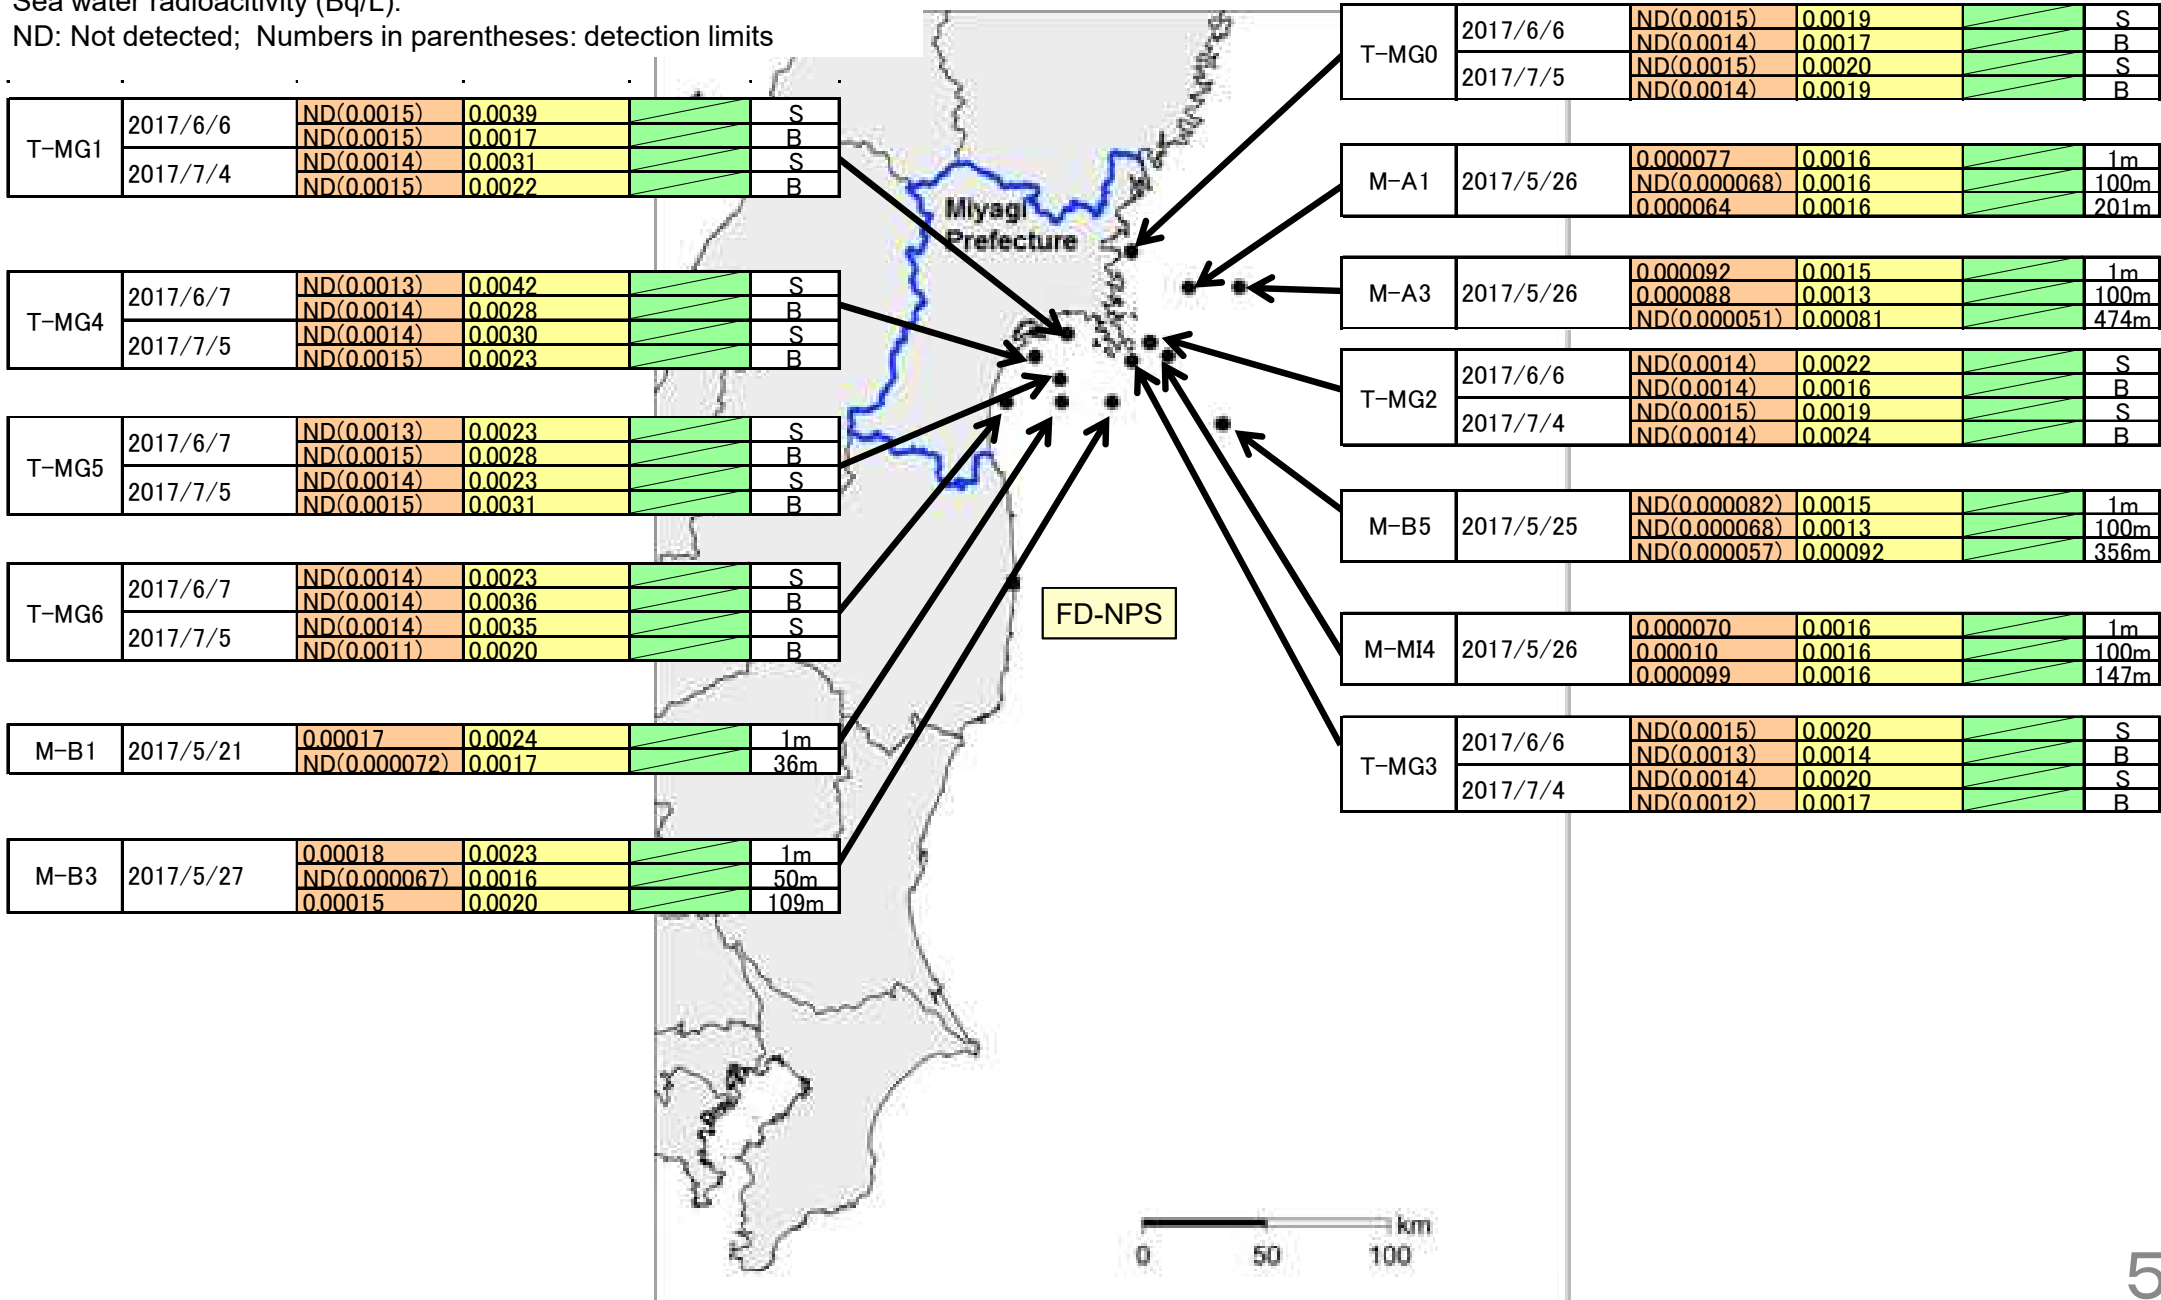 Sea water radioacitivity (Bq/L).
ND: Not detected; Numbers in parentheses: detection limits
T-MG1
2017/6/6 ND(0.0015) 0.0039 S
ND(0.0015) 0.0017 B
2017/7/4 ND(0.0014) 0.0031 S
ND(0.0015) 0.0022 B
T-MG4
2017/6/7 ND(0.0013) 0.0042 S
ND(0.0014) 0.0028 B
2017/7/5 ND(0.0014) 0.0030 S
ND(0.0015) 0.0023 B
T-MG5
2017/6/7 ND(0.0013) 0.0023 S
ND(0.0015) 0.0028 B
2017/7/5 ND(0.0014) 0.0023 S
ND(0.0015) 0.0031 B
T-MG6
2017/6/7 ND(0.0014) 0.0023 S
ND(0.0014) 0.0036 B
2017/7/5 ND(0.0014) 0.0035 S
ND(0.0011) 0.0020 B
M-B1 2017/5/21
0.00017 0.0024 1m
ND(0.000072) 0.0017 36m
M-B3 2017/5/27
0.00018 0.0023 1m
ND(0.000067) 0.0016 50m
0.00015 0.0020 109m
Miyagi
Prefecture
FD-NPS
T-MG0
2017/6/6 ND(0.0015) 0.0019 S
ND(0.0014) 0.0017 B
2017/7/5 ND(0.0015) 0.0020 S
ND(0.0014) 0.0019 B
M-A1 2017/5/26
0.000077 0.0016 1m
ND(0.000068) 0.0016 100m
0.000064 0.0016 201m
M-A3 2017/5/26
0.000092 0.0015 1m
0.000088 0.0013 100m
ND(0.000051) 0.00081 474m
T-MG2
2017/6/6 ND(0.0014) 0.0022 S
ND(0.0014) 0.0016 B
2017/7/4 ND(0.0015) 0.0019 S
ND(0.0014) 0.0024 B
M-B5 2017/5/25
ND(0.000082) 0.0015 1m
ND(0.000068) 0.0013 100m
ND(0.000057) 0.00092 356m
M-MI4 2017/5/26
0.000070 0.0016 1m
0.00010 0.0016 100m
0.000099 0.0016 147m
T-MG3
2017/6/6 ND(0.0015) 0.0020 S
ND(0.0013) 0.0014 B
2017/7/4 ND(0.0014) 0.0020 S
ND(0.0012) 0.0017 B
km
0 50 100
5